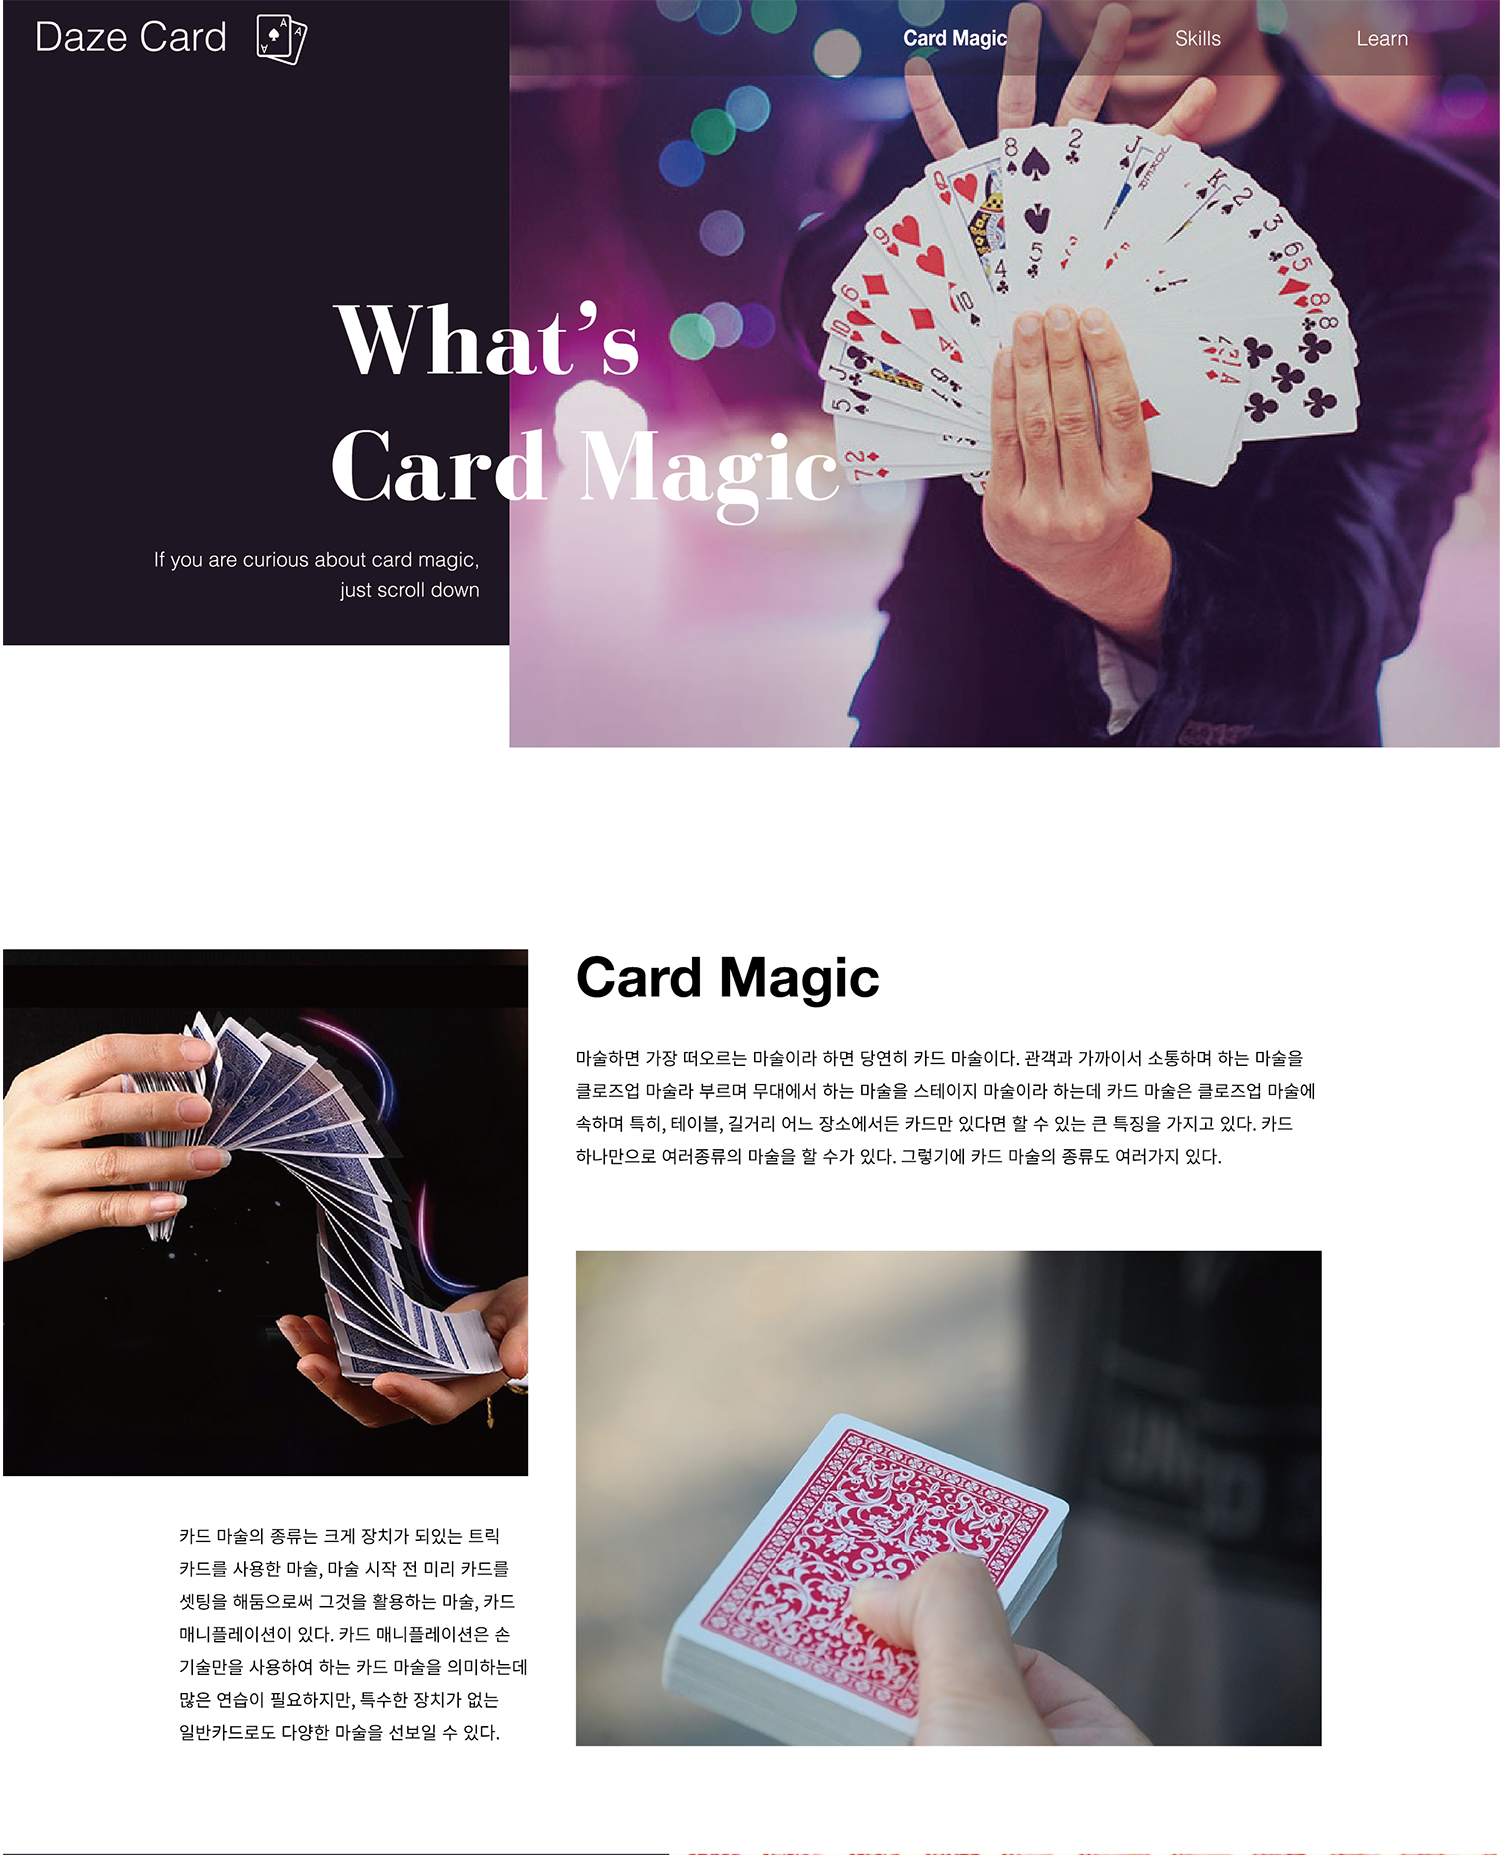 Daze Card
Card Magic
Skills
Learn
What's
Card Magic
If you are curious about card magic,
just scroll down
Card Magic
마술하면 가장 떠오르는 마술이라 하면 당연히 카드 마술이다. 관객과 가까이서 소통하며 하는 마술을
클로즈업 마술라 부르며 무대에서 하는 마술을 스테이지 마술이라 하는데 카드 마술은 클로즈업 마술에
속하며 특히, 테이블, 길거리 어느 장소에서든 카드만 있다면 할 수 있는 큰 특징을 가지고 있다. 카드
하나만으로 여러종류의 마술을 할 수가 있다. 그렇기에 카드 마술의 종류도 여러가지 있다.
카드 마술의 종류는 크게 장치가 되있는 트릭
카드를 사용한 마술, 마술 시작 전 미리 카드를
셋팅을 해둠으로써 그것을 활용하는 마술, 카드
매니플레이션이 있다. 카드 매니플레이션은 손
기술만을 사용하여 하는 카드 마술을 의미하는데
많은 연습이 필요하지만, 특수한 장치가 없는
일반카드로도 다양한 마술을 선보일 수 있다.